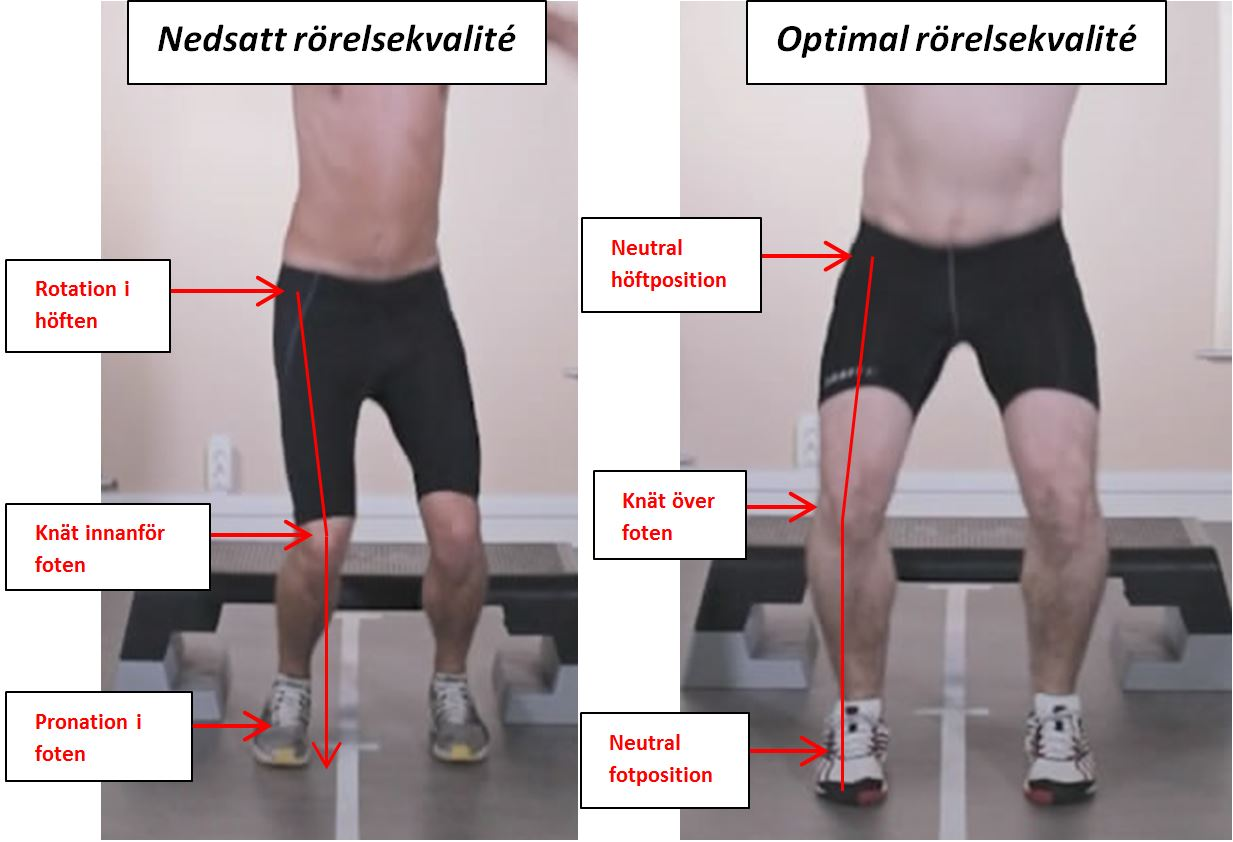 Nedsatt rörelsekvalité
Rotation i
höften
Knät innanför
foten
Pronation i
foten
Optimal rörelsekvalité
Neutral
höftposition
Knät över
foten
Neutral
fotposition